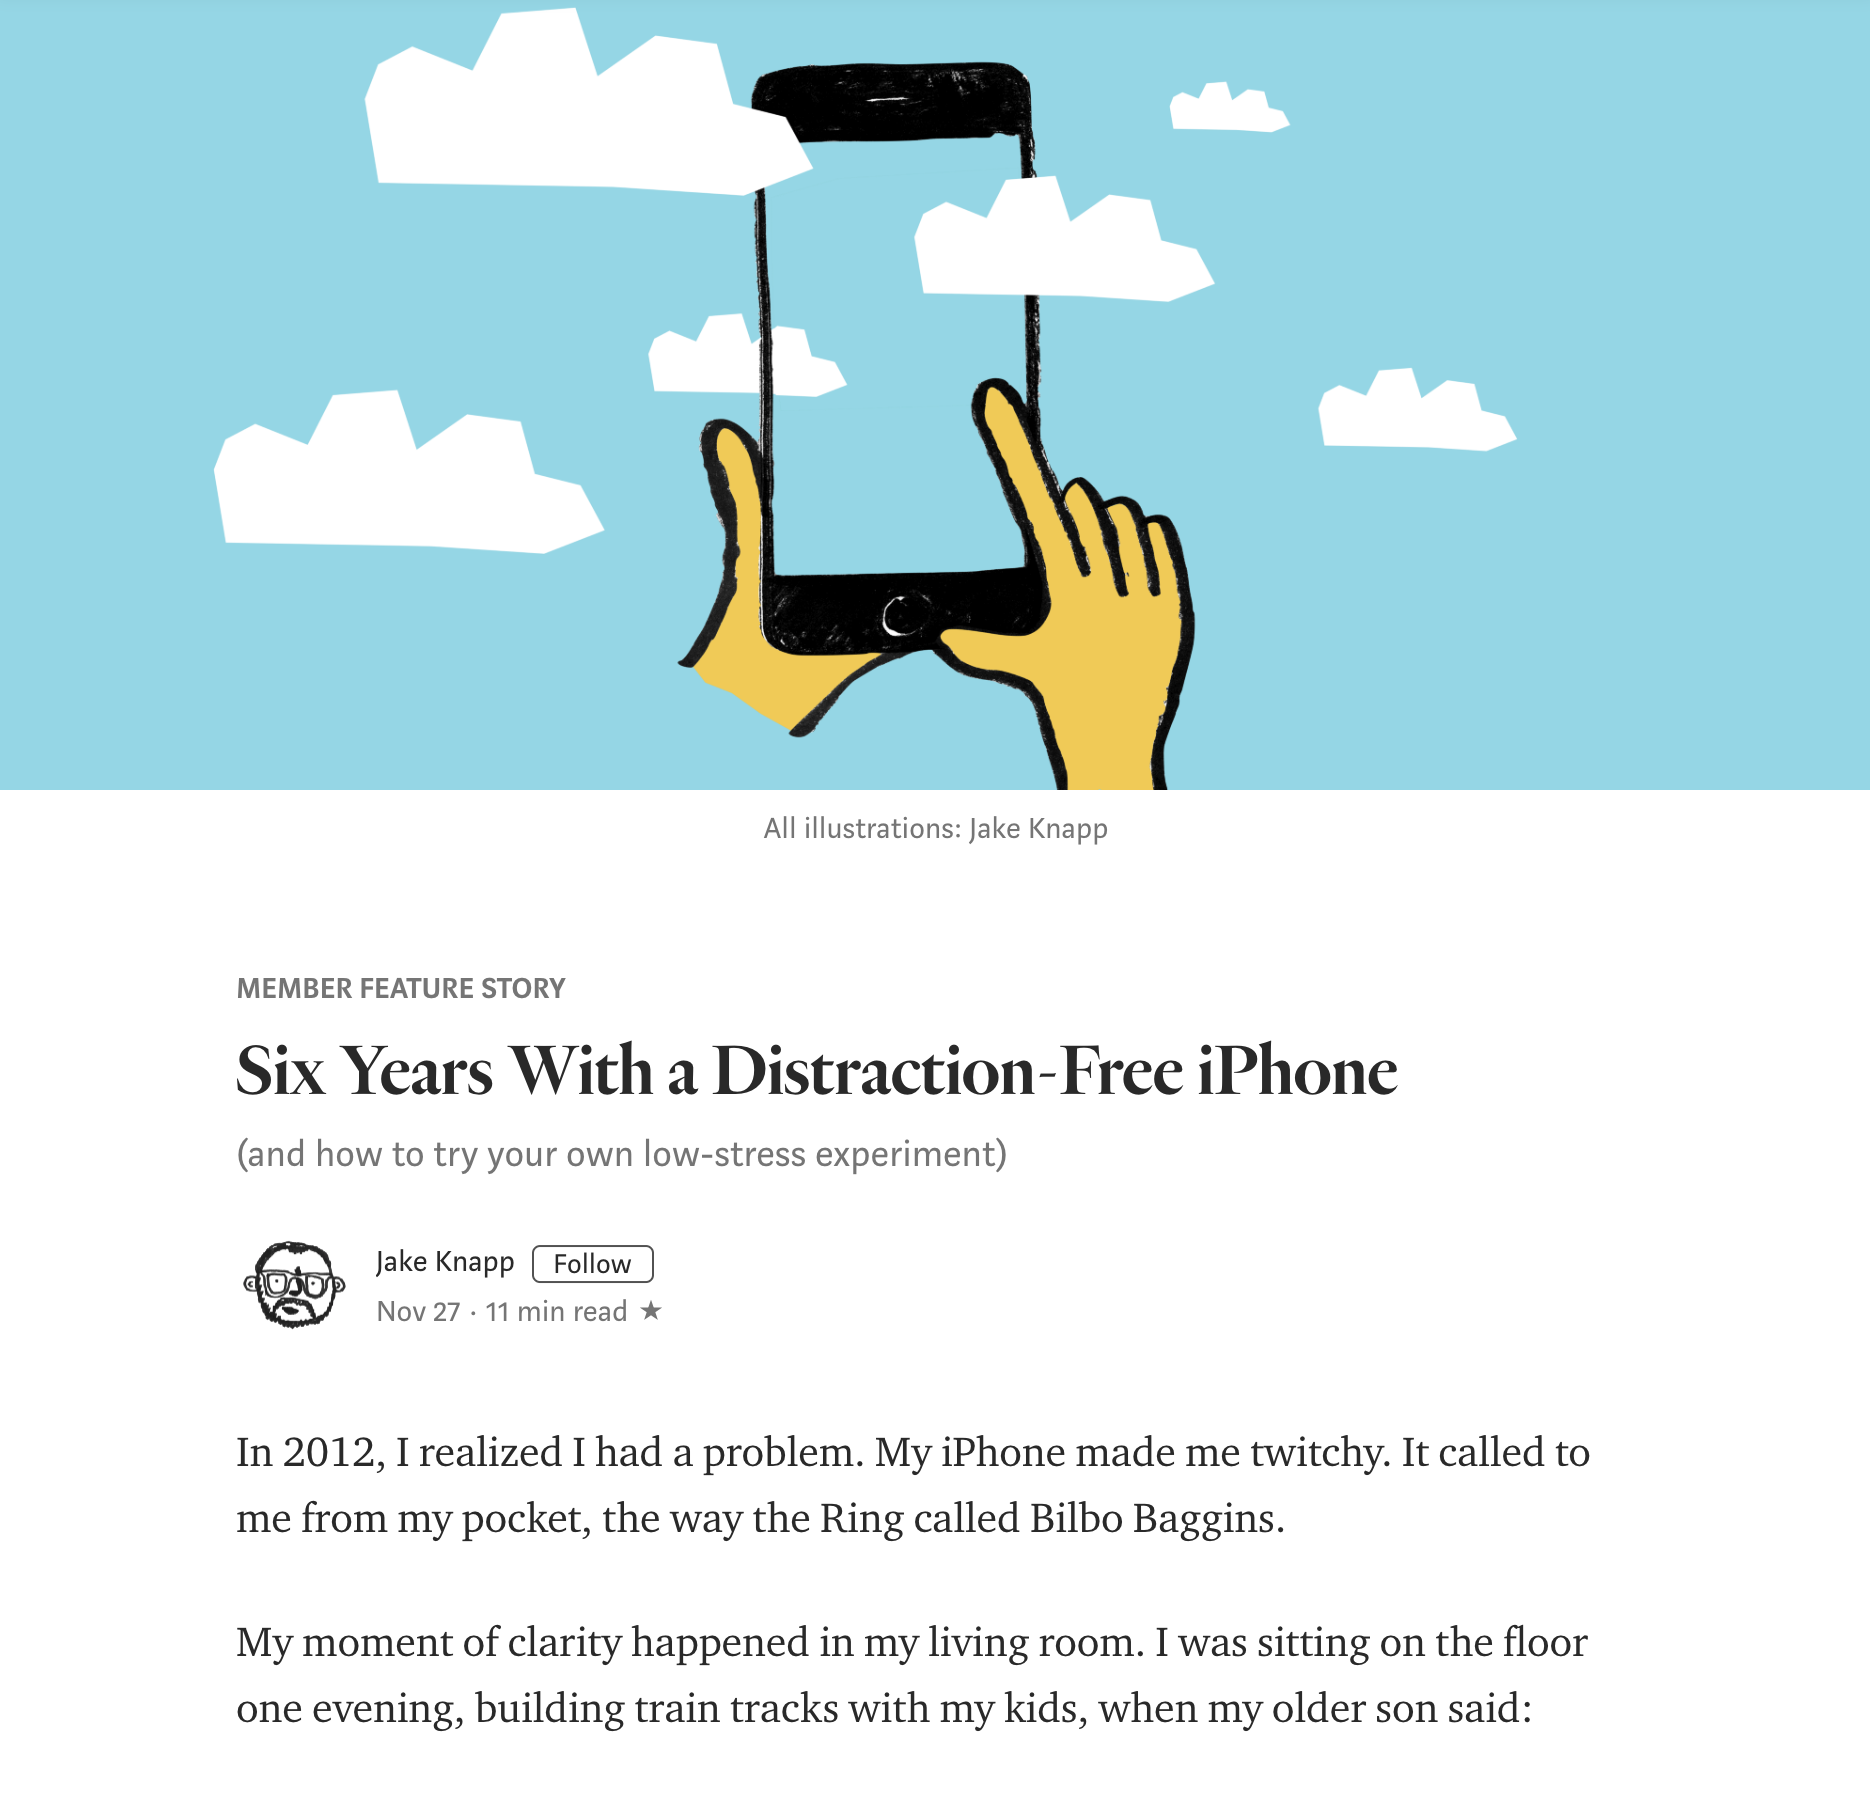 All illustrations: Jake Knapp
MEMBER FEATURE STORY
Six Years With a Distraction-Free iPhone
(and how to try your own low-stress experiment)
Jake Knapp Follow
Nov 27 · 11 min read ★
In 2012, I realized I had a problem. My iPhone made me twitchy. It called to
me from my pocket, the way the Ring called Bilbo Baggins.
My moment of clarity happened in my living room. I was sitting on the floor
one evening, building train tracks with my kids, when my older son said: